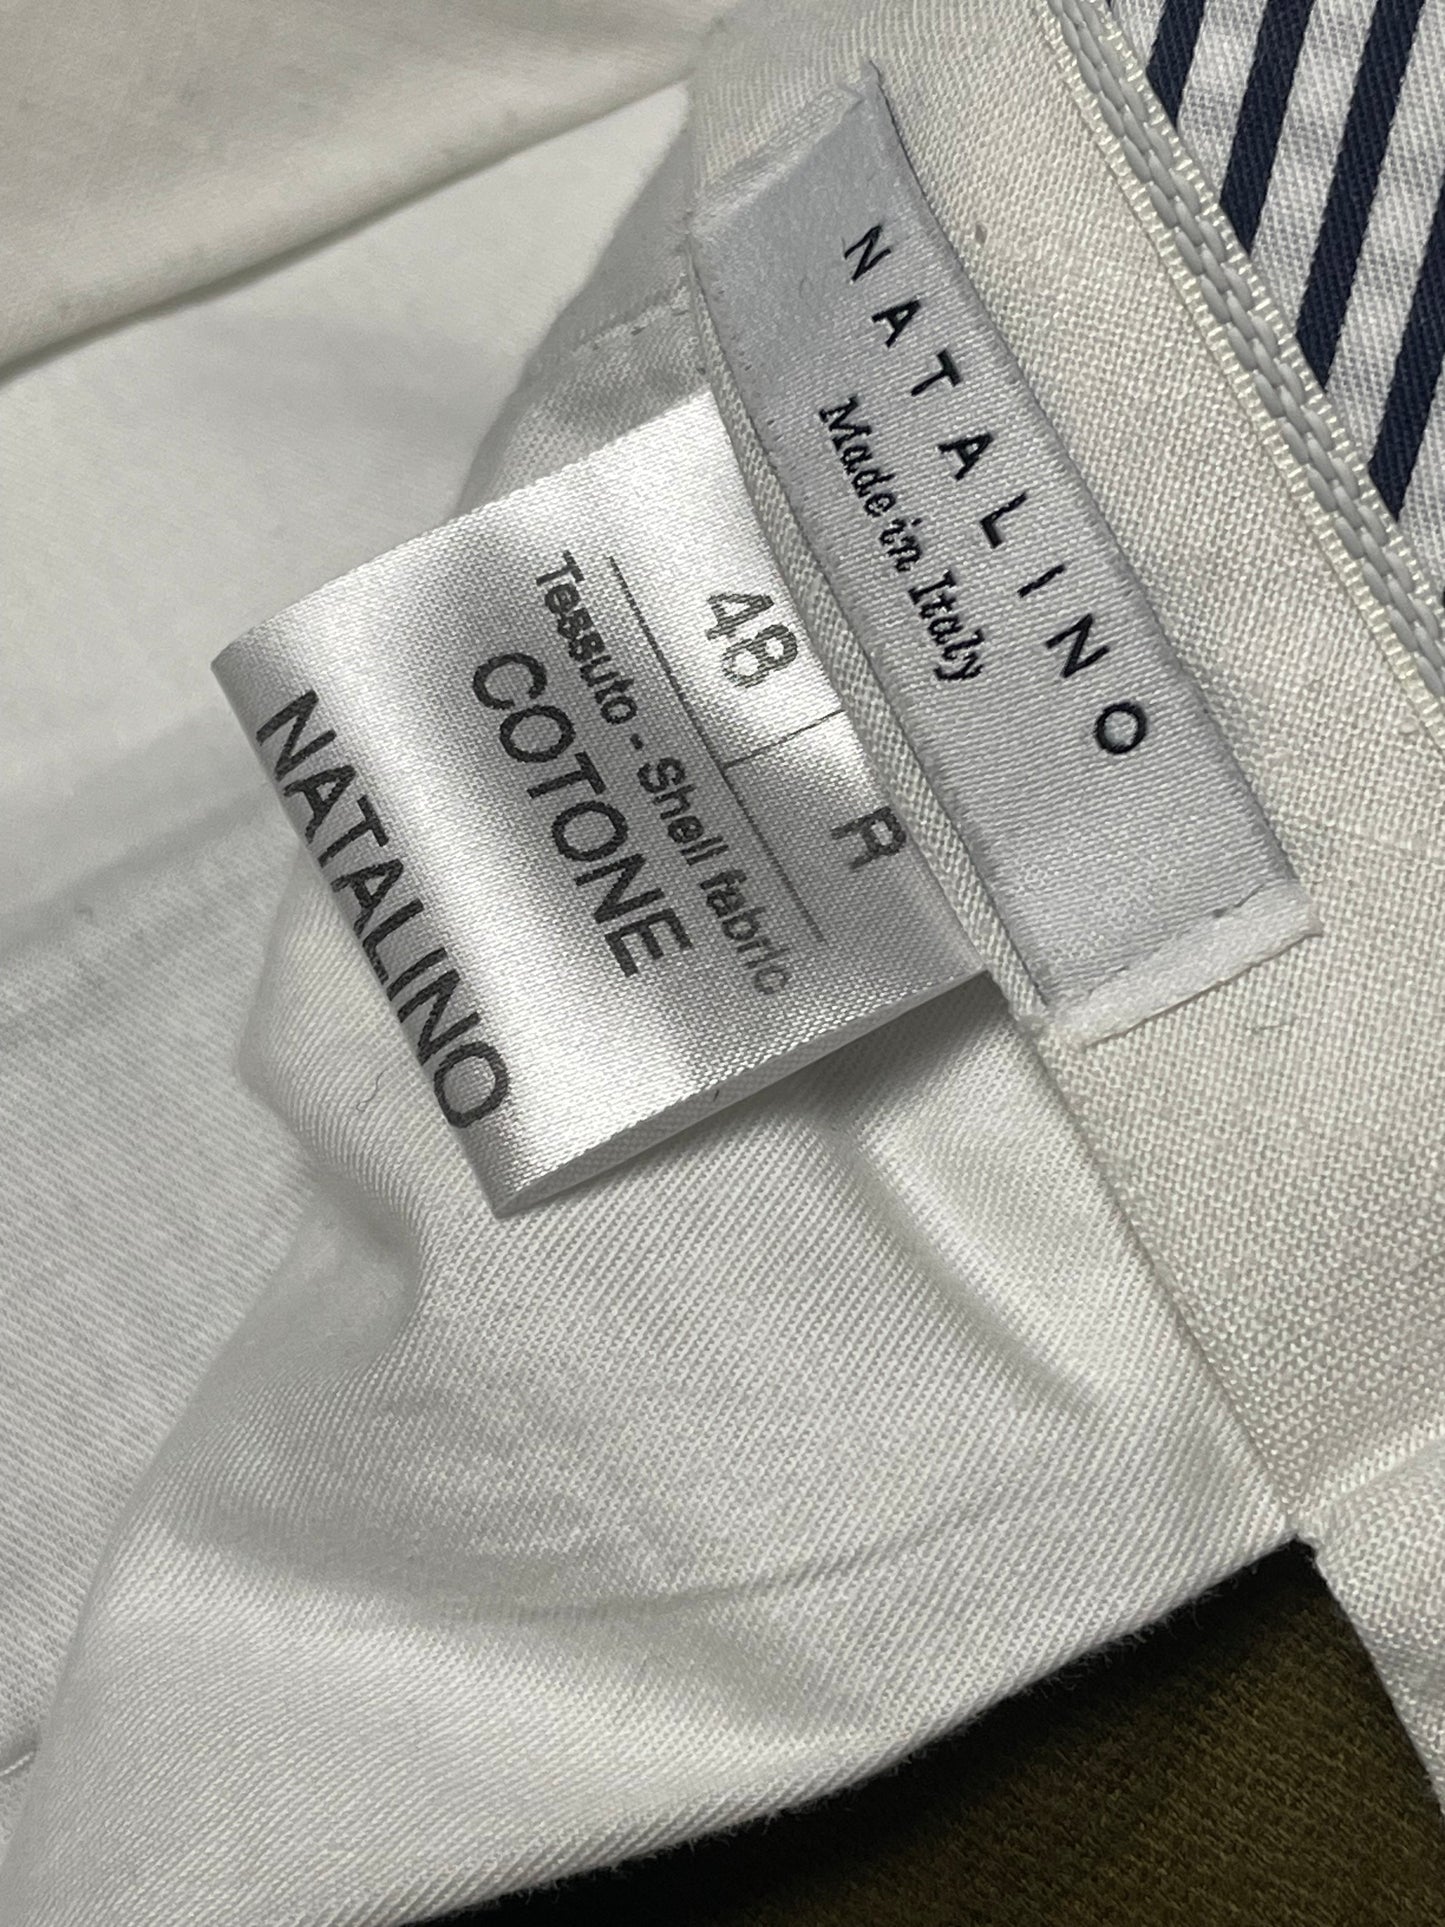 NATALINO
Made in Italy
48 | R
Tessuto - Shell fabric
COTONE
NATALINO